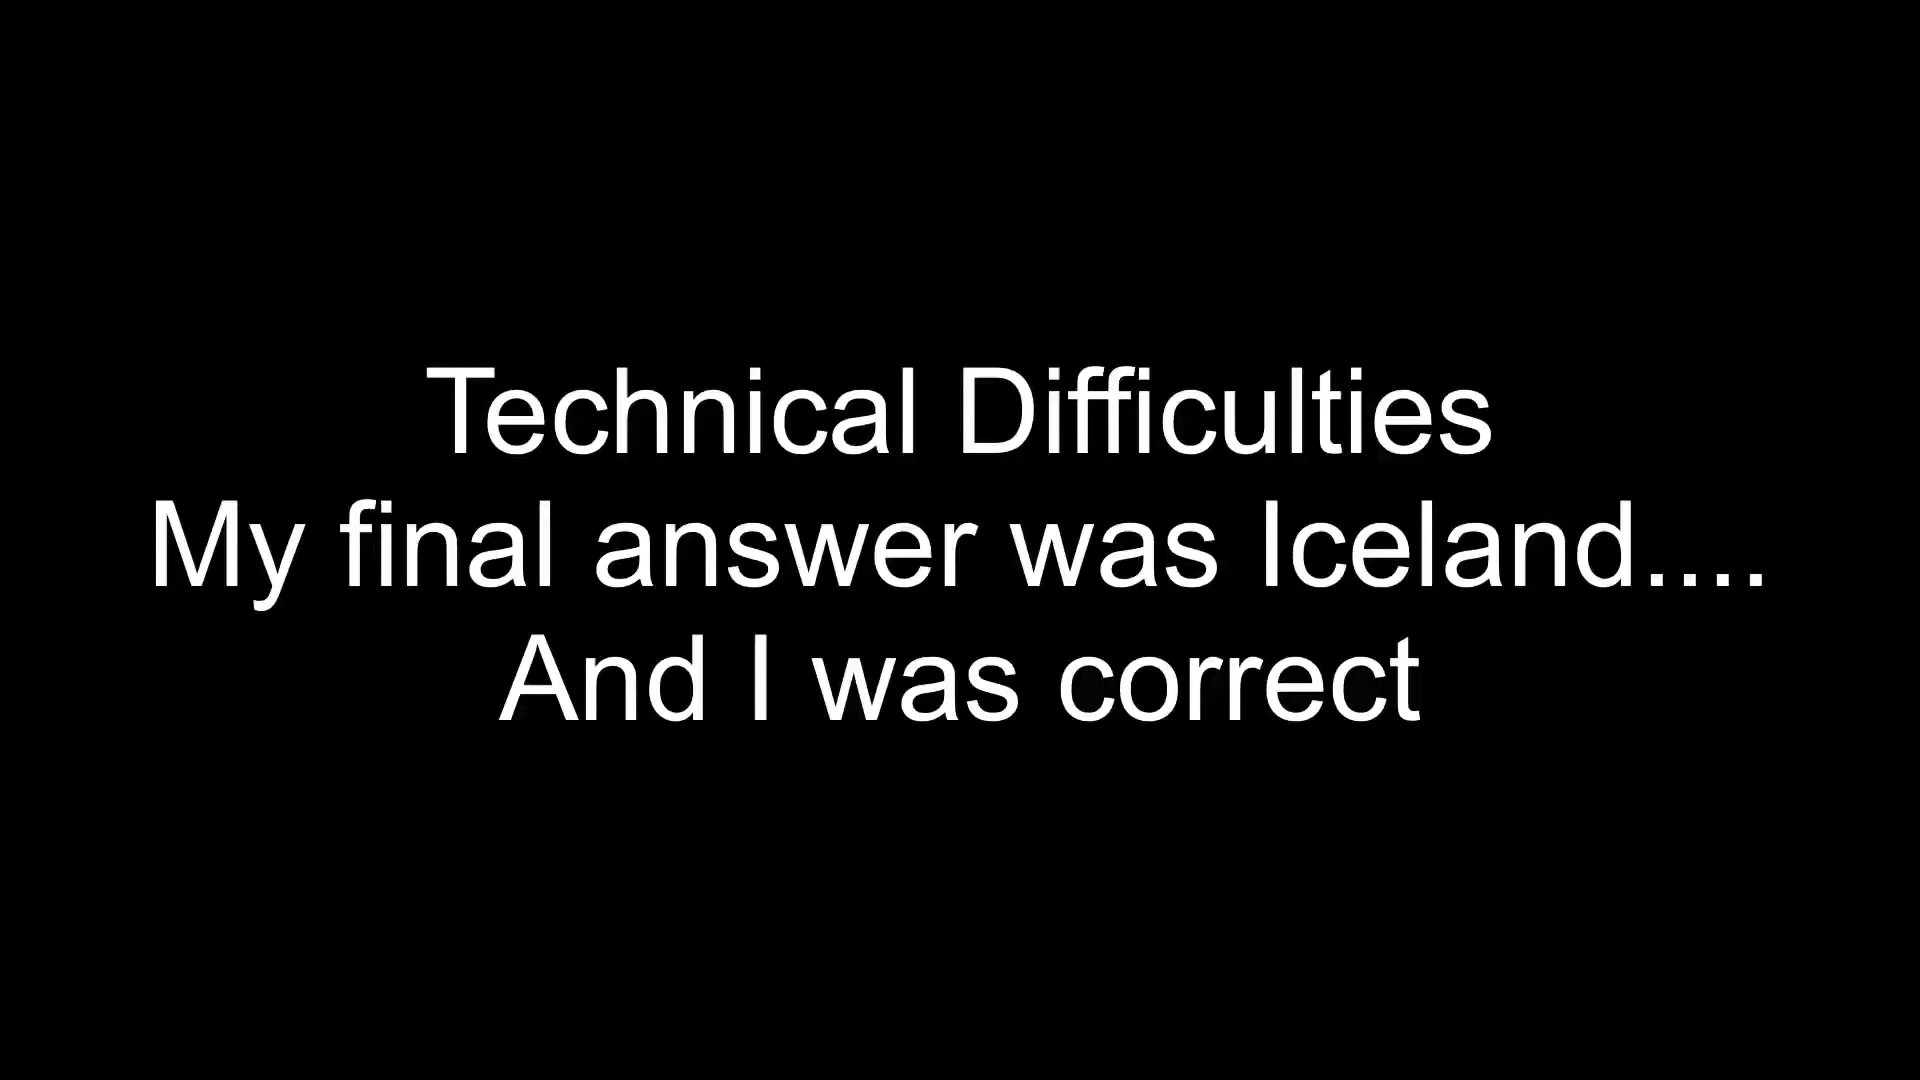 Technical Difficulties
My final answer was Iceland....
And I was correct